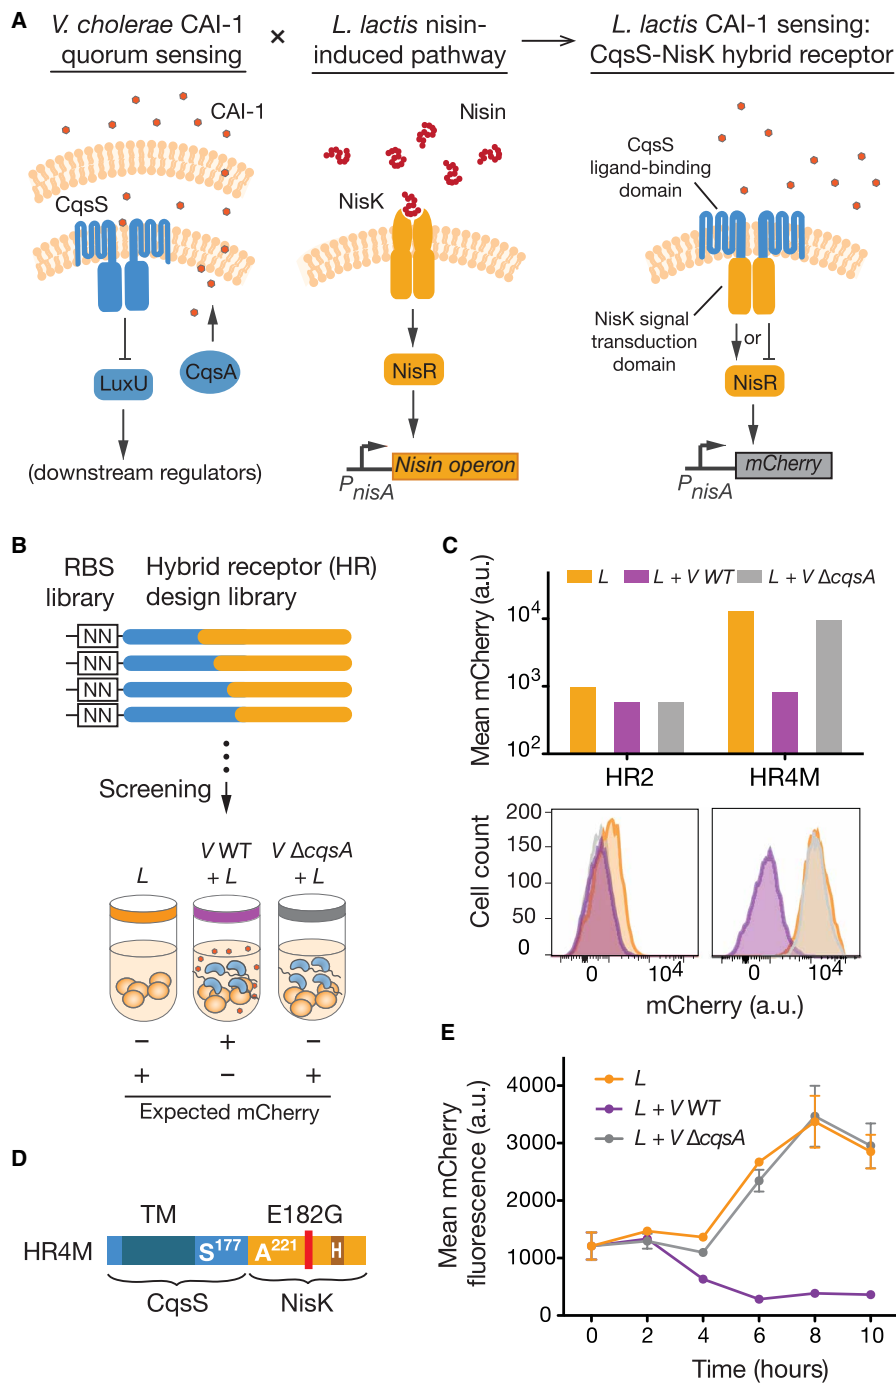 A
V. cholerae CAI-1
quorum sensing
×
L. lactis nisin-
induced pathway
L. lactis CAI-1 sensing:
CqsS-NisK hybrid receptor
CAI-1
CqsS
LuxU
CqsA
(downstream regulators)
Nisin
NisK
NisR
PnisA
Nisin operon
CqsS
ligand-binding
domain
NisK signal
transduction
domain
or
NisR
PnisA
mCherry
B
RBS
library
Hybrid receptor (HR)
design library
NN
NN
NN
NN
Screening
L
V WT
+ L
V ΔcqsA
+ L
− + −
+ − +
Expected mCherry
C
L
L + V WT
L + V ΔcqsA
Mean mCherry (a.u.)
10⁴
10³
10²
HR2
HR4M
Cell count
200
150
100
50
0
0 10⁴
0 10⁴
mCherry (a.u.)
D
TM
E182G
HR4M
S¹⁷⁷
A²²¹
H
CqsS
NisK
E
Mean mCherry
fluorescence (a.u.)
4000
3000
2000
1000
0
L
L + V WT
L + V ΔcqsA
0 2 4 6 8 10
Time (hours)